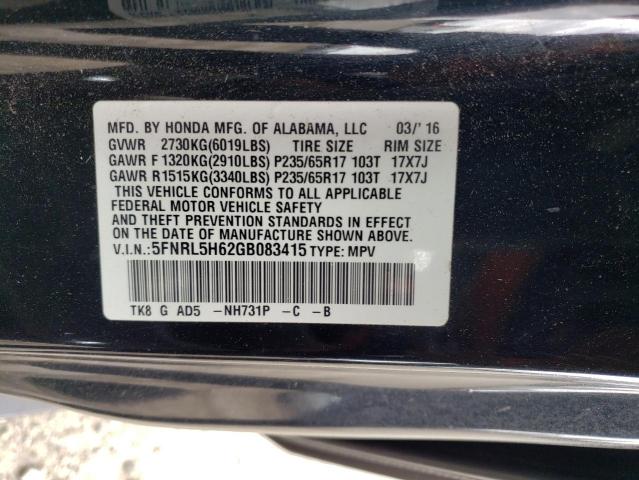 MFD. BY HONDA MFG. OF ALABAMA, LLC 03/' 16
GVWR 2730KG(6019LBS) TIRE SIZE RIM SIZE
GAWR F 1320KG(2910LBS) P235/65R17 103T 17X7J
GAWR R1515KG(3340LBS) P235/65R17 103T 17X7J
THIS VEHICLE CONFORMS TO ALL APPLICABLE
FEDERAL MOTOR VEHICLE SAFETY
AND THEFT PREVENTION STANDARDS IN EFFECT
ON THE DATE OF MANUFACTURE SHOWN ABOVE.
V.I.N.: 5FNRL5H62GB083415 TYPE: MPV
TK8 G AD5 -NH731P -C -B